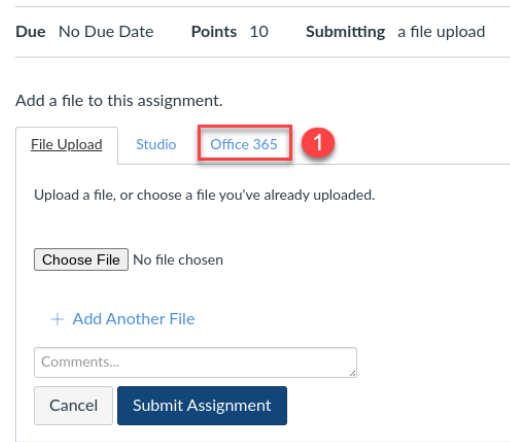 Due No Due Date Points 10 Submitting a file upload
Add a file to this assignment.
File Upload Studio Office 365 1
Upload a file, or choose a file you've already uploaded.
Choose File No file chosen
+ Add Another File
Comments...
Cancel Submit Assignment